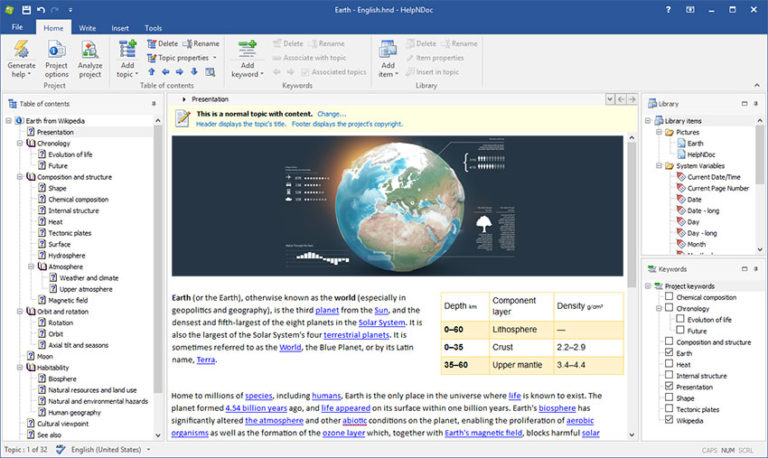 Earth - English.hnd - HelpNDoc
File Home Write Insert Tools
Generate help
Project options
Analyze project
Project
Add topic
Delete Rename
Topic properties
Table of contents
Add keyword
Delete Rename
Associate with topic
Associated topics
Keywords
Add item
Delete Rename
Item properties
Insert in topic
Library
Table of contents
Earth from Wikipedia
Presentation
Chronology
Evolution of life
Future
Composition and structure
Shape
Chemical composition
Internal structure
Heat
Tectonic plates
Surface
Hydrosphere
Atmosphere
Weather and climate
Upper atmosphere
Magnetic field
Orbit and rotation
Rotation
Orbit
Axial tilt and seasons
Moon
Habitability
Biosphere
Natural resources and land use
Natural and environmental hazards
Human geography
Cultural viewpoint
See also
Presentation
This is a normal topic with content. Change...
Header displays the topic's title. Footer displays the project's copyright.
Earth (or the Earth), otherwise known as the world (especially in
geopolitics and geography), is the third planet from the Sun, and the
densest and fifth-largest of the eight planets in the Solar System. It is
also the largest of the Solar System's four terrestrial planets. It is
sometimes referred to as the World, the Blue Planet, or by its Latin
name, Terra.
Depth km Component layer Density g/cm³
0–60 Lithosphere —
0–35 Crust 2.2–2.9
35–60 Upper mantle 3.4–4.4
Home to millions of species, including humans, Earth is the only place in the universe where life is known to exist. The
planet formed 4.54 billion years ago, and life appeared on its surface within one billion years. Earth's biosphere has
significantly altered the atmosphere and other abiotic conditions on the planet, enabling the proliferation of aerobic
organisms as well as the formation of the ozone layer which, together with Earth's magnetic field, blocks harmful solar
Library
Library items
Pictures
Earth
HelpNDoc
System Variables
Current Date/Time
Current Page Number
Date
Date - long
Day
Day - long
Month
Keywords
Project keywords
Chemical composition
Chronology
Evolution of life
Future
Composition and structure
Earth
Heat
Internal structure
Presentation
Shape
Tectonic plates
Wikipedia
Topic : 1 of 32 English (United States) CAPS NUM SCRL